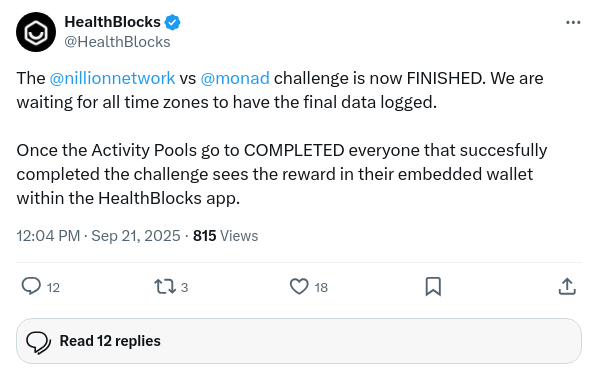 HealthBlocks
@HealthBlocks
The @nillionnetwork vs @monad challenge is now FINISHED. We are
waiting for all time zones to have the final data logged.
Once the Activity Pools go to COMPLETED everyone that succesfully
completed the challenge sees the reward in their embedded wallet
within the HealthBlocks app.
12:04 PM · Sep 21, 2025 · 815 Views
12 3 18
Read 12 replies